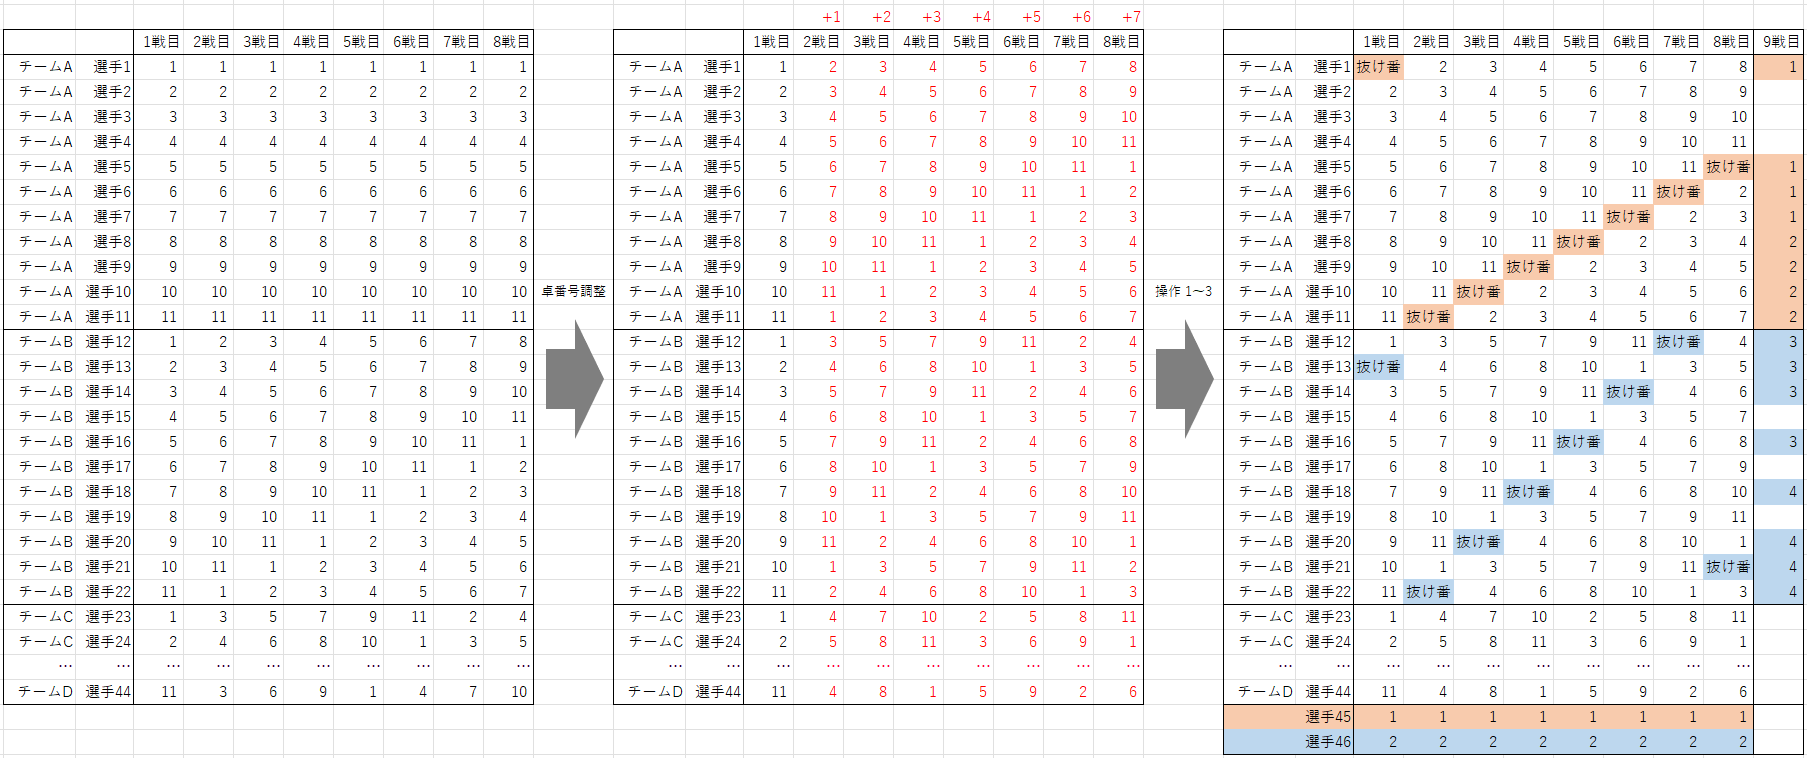 +1 +2 +3 +4 +5 +6 +7
1戦目 2戦目 3戦目 4戦目 5戦目 6戦目 7戦目 8戦目 1戦目 2戦目 3戦目 4戦目 5戦目 6戦目 7戦目 8戦目 1戦目 2戦目 3戦目 4戦目 5戦目 6戦目 7戦目 8戦目 9戦目
チームA 選手1 1 1 1 1 1 1 1 1 チームA 選手1 1 2 3 4 5 6 7 8 チームA 選手1 抜け番 2 3 4 5 6 7 8 1
チームA 選手2 2 2 2 2 2 2 2 2 チームA 選手2 2 3 4 5 6 7 8 9 チームA 選手2 2 3 4 5 6 7 8 9
チームA 選手3 3 3 3 3 3 3 3 3 チームA 選手3 3 4 5 6 7 8 9 10 チームA 選手3 3 4 5 6 7 8 9 10
チームA 選手4 4 4 4 4 4 4 4 4 チームA 選手4 4 5 6 7 8 9 10 11 チームA 選手4 4 5 6 7 8 9 10 11
チームA 選手5 5 5 5 5 5 5 5 5 チームA 選手5 5 6 7 8 9 10 11 1 チームA 選手5 5 6 7 8 9 10 11 抜け番 1
チームA 選手6 6 6 6 6 6 6 6 6 チームA 選手6 6 7 8 9 10 11 1 2 チームA 選手6 6 7 8 9 10 11 抜け番 2 1
チームA 選手7 7 7 7 7 7 7 7 7 チームA 選手7 7 8 9 10 11 1 2 3 チームA 選手7 7 8 9 10 11 抜け番 2 3 1
チームA 選手8 8 8 8 8 8 8 8 8 チームA 選手8 8 9 10 11 1 2 3 4 チームA 選手8 8 9 10 11 抜け番 2 3 4 2
チームA 選手9 9 9 9 9 9 9 9 9 チームA 選手9 9 10 11 1 2 3 4 5 チームA 選手9 9 10 11 抜け番 2 3 4 5 2
チームA 選手10 10 10 10 10 10 10 10 10 卓番号調整 チームA 選手10 10 11 1 2 3 4 5 6 操作 1~3 チームA 選手10 10 11 抜け番 2 3 4 5 6 2
チームA 選手11 11 11 11 11 11 11 11 11 チームA 選手11 11 1 2 3 4 5 6 7 チームA 選手11 11 抜け番 2 3 4 5 6 7 2
チームB 選手12 1 2 3 4 5 6 7 8 チームB 選手12 1 3 5 7 9 11 2 4 チームB 選手12 1 3 5 7 9 11 抜け番 4 3
チームB 選手13 2 3 4 5 6 7 8 9 チームB 選手13 2 4 6 8 10 1 3 5 チームB 選手13 抜け番 4 6 8 10 1 3 5 3
チームB 選手14 3 4 5 6 7 8 9 10 チームB 選手14 3 5 7 9 11 2 4 6 チームB 選手14 3 5 7 9 11 抜け番 4 6 3
チームB 選手15 4 5 6 7 8 9 10 11 チームB 選手15 4 6 8 10 1 3 5 7 チームB 選手15 4 6 8 10 1 3 5 7
チームB 選手16 5 6 7 8 9 10 11 1 チームB 選手16 5 7 9 11 2 4 6 8 チームB 選手16 5 7 9 11 抜け番 4 6 8 3
チームB 選手17 6 7 8 9 10 11 1 2 チームB 選手17 6 8 10 1 3 5 7 9 チームB 選手17 6 8 10 1 3 5 7 9
チームB 選手18 7 8 9 10 11 1 2 3 チームB 選手18 7 9 11 2 4 6 8 10 チームB 選手18 7 9 11 抜け番 4 6 8 10 4
チームB 選手19 8 9 10 11 1 2 3 4 チームB 選手19 8 10 1 3 5 7 9 11 チームB 選手19 8 10 1 3 5 7 9 11
チームB 選手20 9 10 11 1 2 3 4 5 チームB 選手20 9 11 2 4 6 8 10 1 チームB 選手20 9 11 抜け番 4 6 8 10 1 4
チームB 選手21 10 11 1 2 3 4 5 6 チームB 選手21 10 1 3 5 7 9 11 2 チームB 選手21 10 1 3 5 7 9 11 抜け番 4
チームB 選手22 11 1 2 3 4 5 6 7 チームB 選手22 11 2 4 6 8 10 1 3 チームB 選手22 11 抜け番 4 6 8 10 1 3 4
チームC 選手23 1 3 5 7 9 11 2 4 チームC 選手23 1 4 7 10 2 5 8 11 チームC 選手23 1 4 7 10 2 5 8 11
チームC 選手24 2 4 6 8 10 1 3 5 チームC 選手24 2 5 8 11 3 6 9 1 チームC 選手24 2 5 8 11 3 6 9 1
… … … … … … … … … … … … … … … … … … … … … … … … … … … … … …
チームD 選手44 11 3 6 9 1 4 7 10 チームD 選手44 11 4 8 1 5 9 2 6 チームD 選手44 11 4 8 1 5 9 2 6
選手45 1 1 1 1 1 1 1 1
選手46 2 2 2 2 2 2 2 2